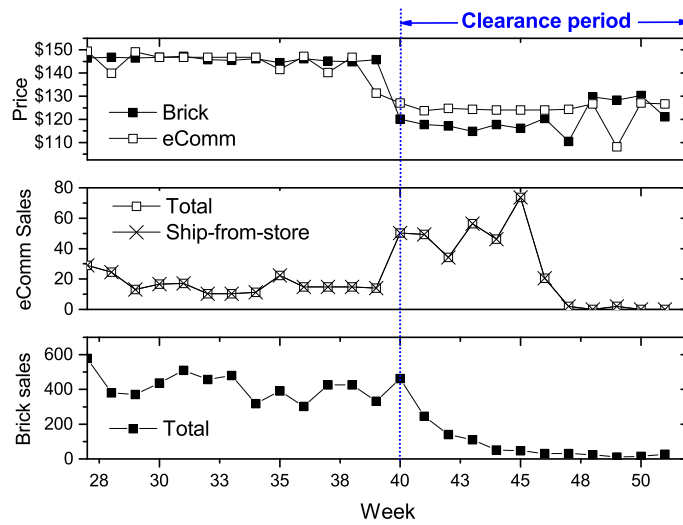 Clearance period
$150
$140
$130
$120
$110
Price
Brick
eComm
80
60
40
20
0
eComm Sales
Total
Ship-from-store
600
400
200
0
Brick sales
Total
28 30 33 35 38 40 43 45 48 50
Week